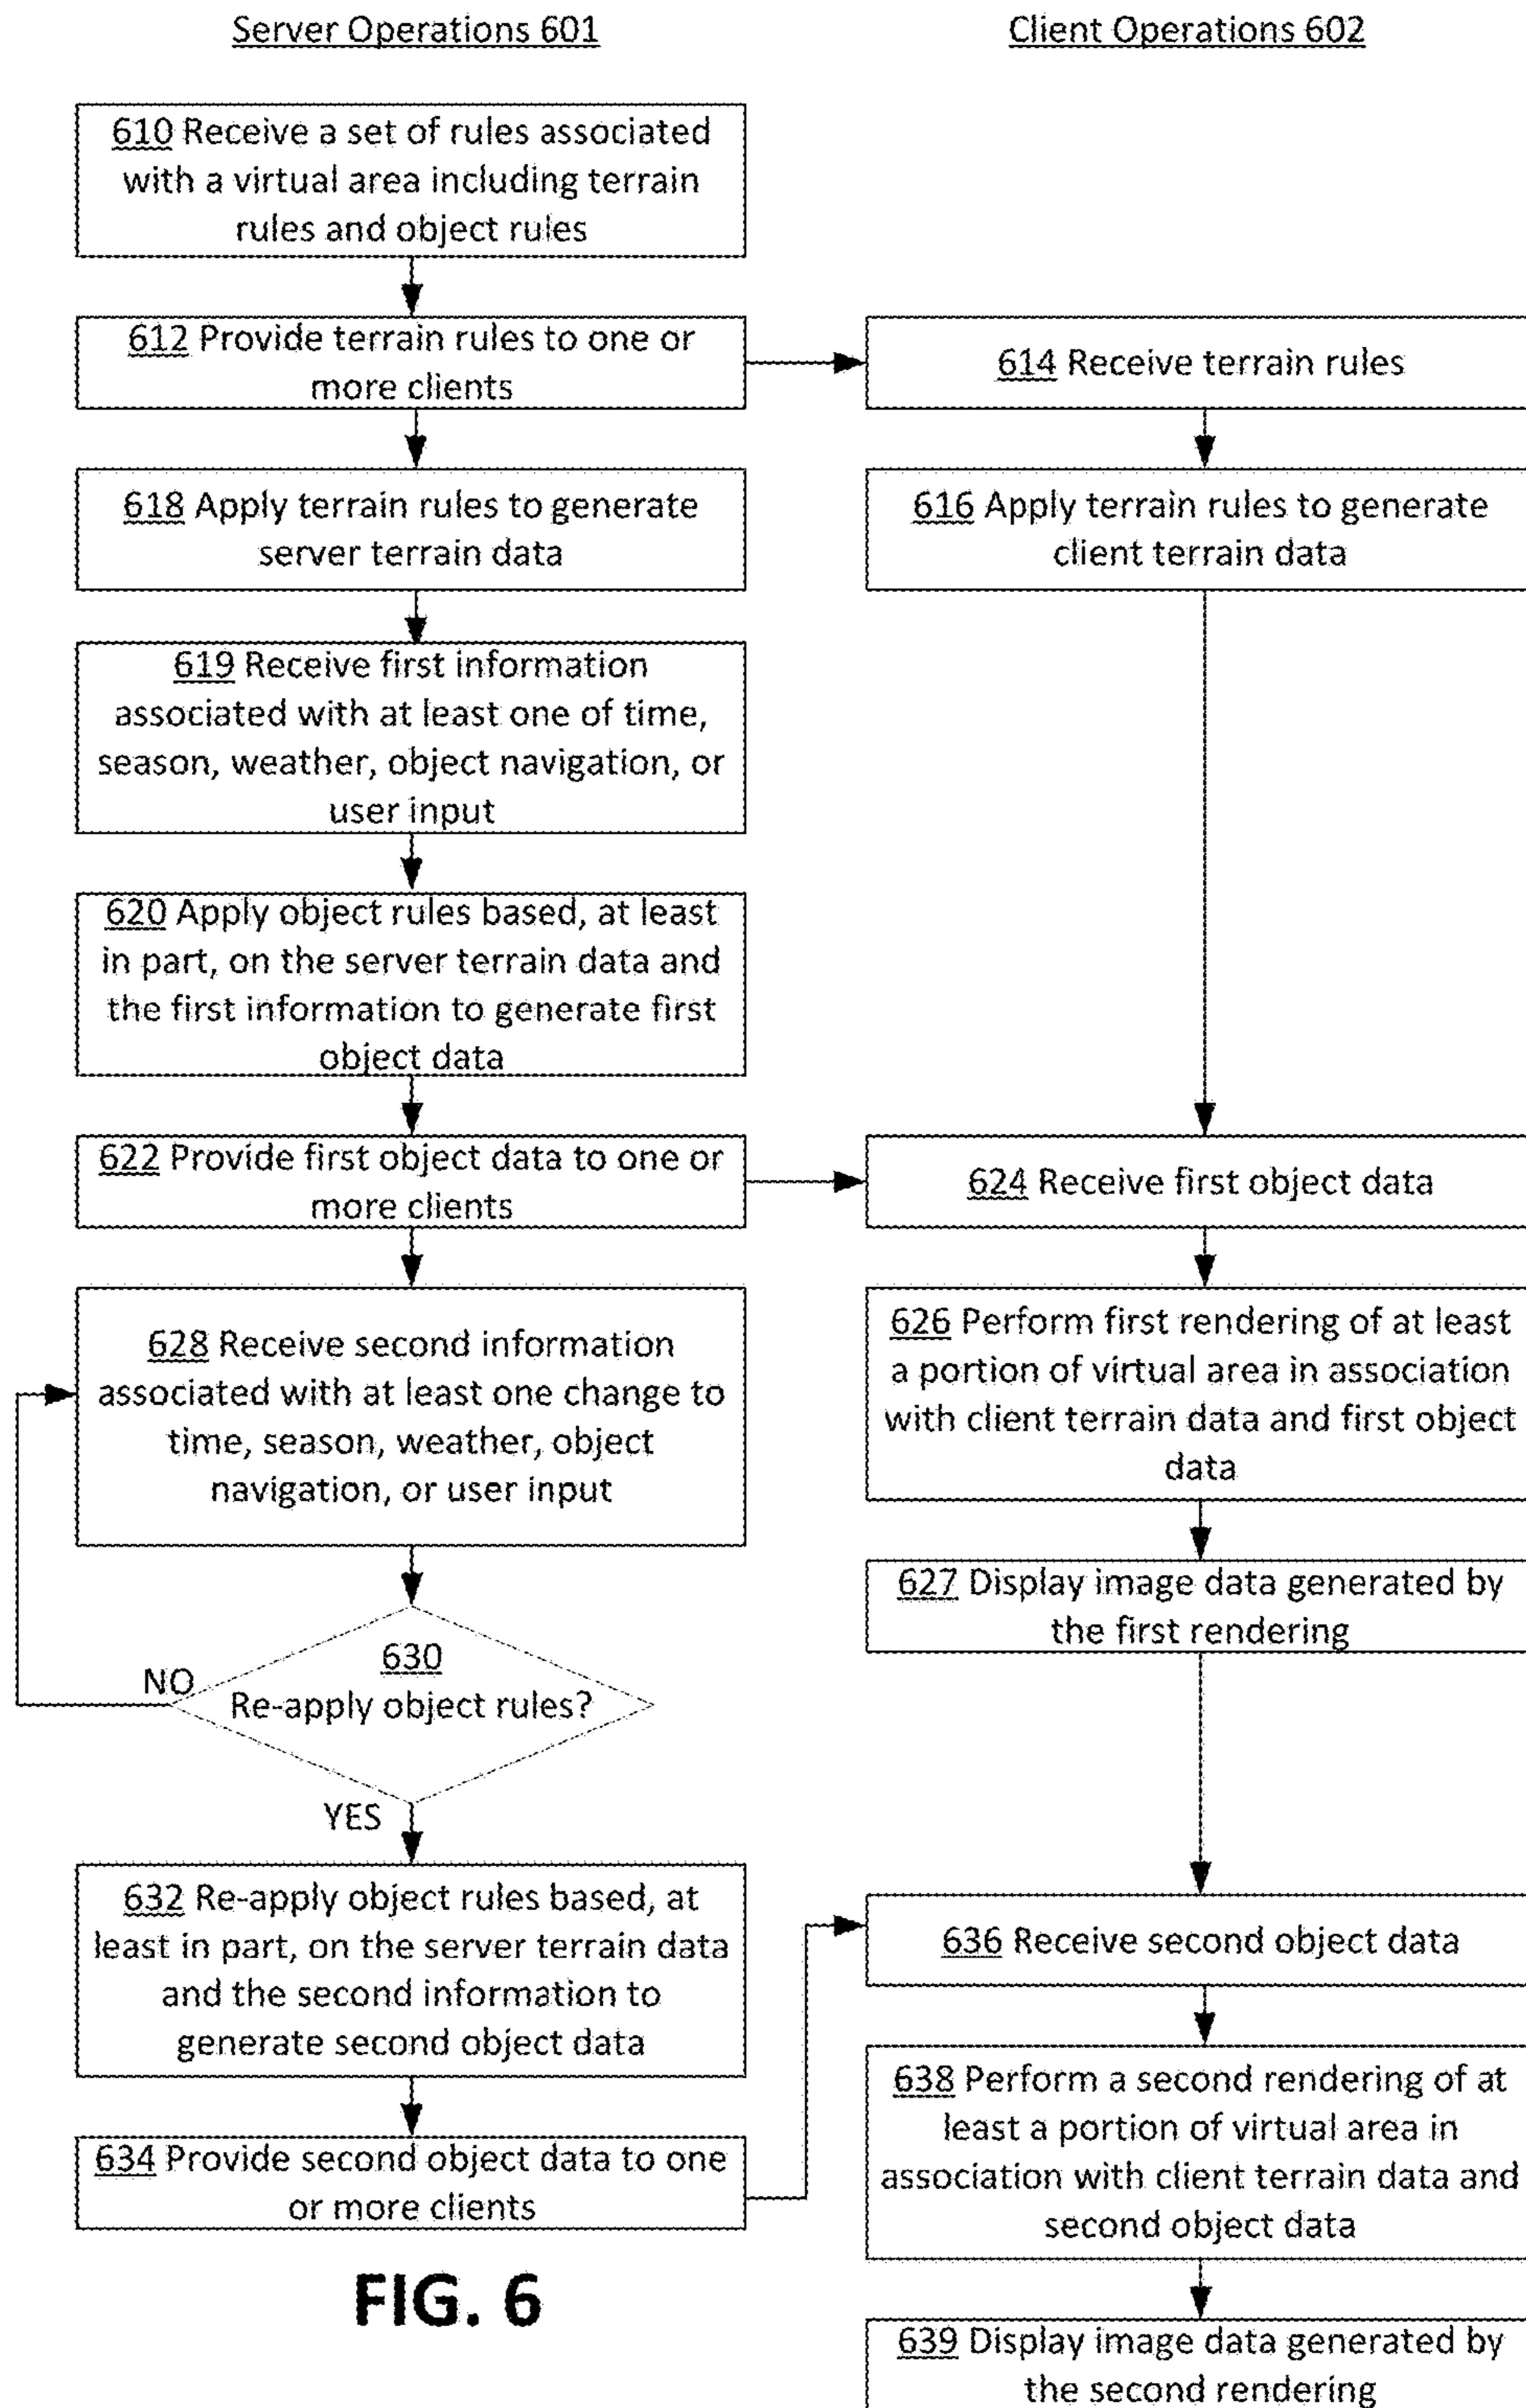 Server Operations 601
Client Operations 602
610 Receive a set of rules associated
with a virtual area including terrain
rules and object rules
612 Provide terrain rules to one or
more clients
614 Receive terrain rules
618 Apply terrain rules to generate
server terrain data
616 Apply terrain rules to generate
client terrain data
619 Receive first information
associated with at least one of time,
season, weather, object navigation, or
user input
620 Apply object rules based, at least
in part, on the server terrain data and
the first information to generate first
object data
622 Provide first object data to one or
more clients
624 Receive first object data
628 Receive second information
associated with at least one change to
time, season, weather, object
navigation, or user input
626 Perform first rendering of at least
a portion of virtual area in association
with client terrain data and first object
data
627 Display image data generated by
the first rendering
630
Re-apply object rules?
NO
YES
632 Re-apply object rules based, at
least in part, on the server terrain data
and the second information to
generate second object data
636 Receive second object data
634 Provide second object data to one
or more clients
638 Perform a second rendering of at
least a portion of virtual area in
association with client terrain data and
second object data
639 Display image data generated by
the second rendering
FIG. 6